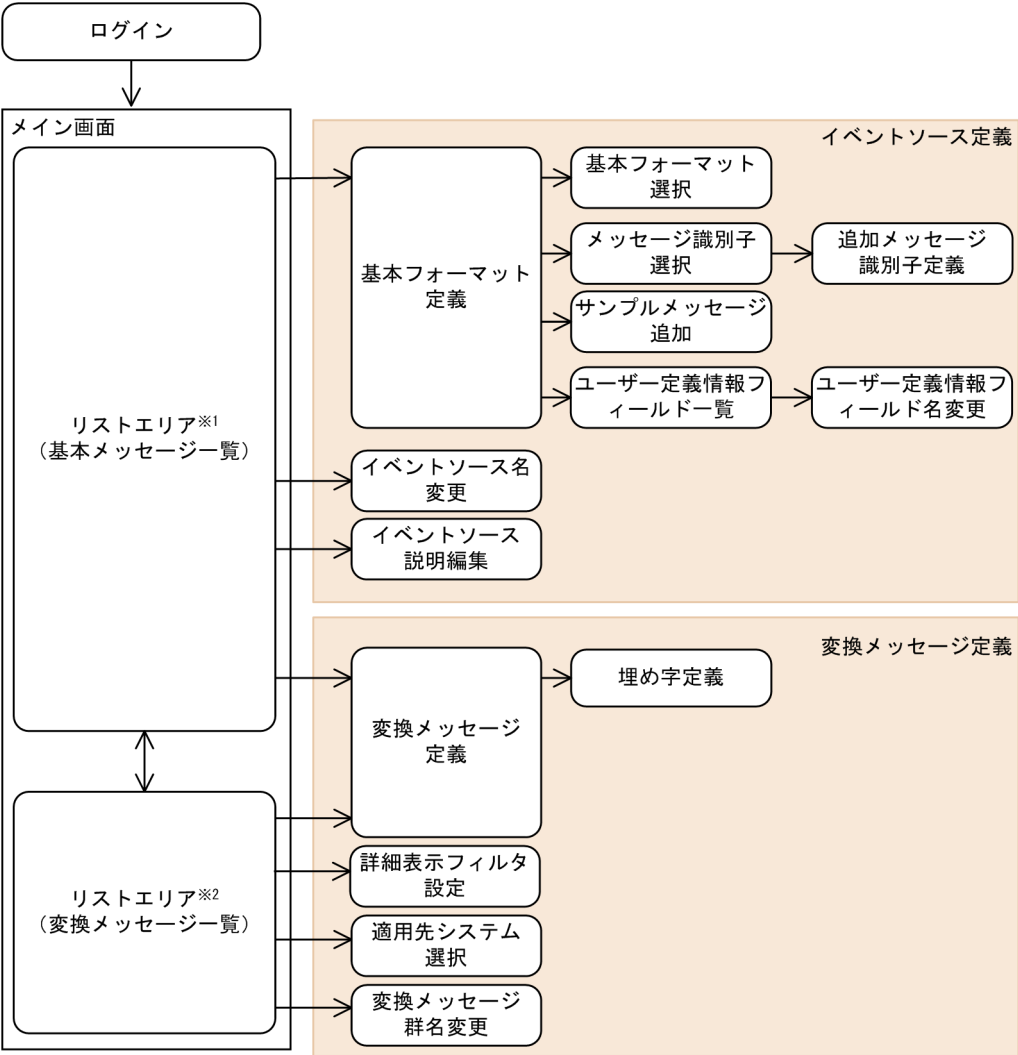 ログイン
メイン画面
リストエリア※1
（基本メッセージ一覧）
リストエリア※2
（変換メッセージ一覧）
イベントソース定義
基本フォーマット
定義
基本フォーマット
選択
メッセージ識別子
選択
追加メッセージ
識別子定義
サンプルメッセージ
追加
ユーザー定義情報フ
ィールド一覧
ユーザー定義情報フ
ィールド名変更
イベントソース名
変更
イベントソース
説明編集
変換メッセージ定義
変換メッセージ
定義
埋め字定義
詳細表示フィルタ
設定
適用先システム
選択
変換メッセージ
群名変更